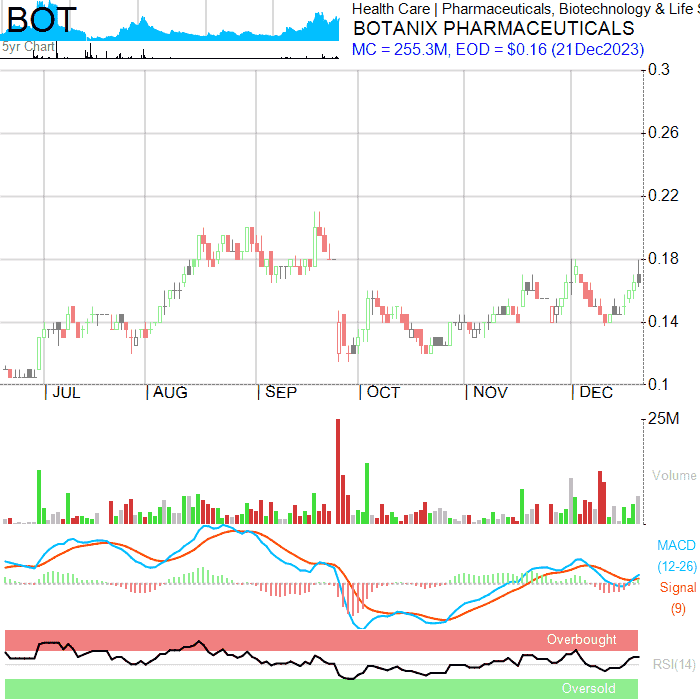 BOT
5yr Chart
Health Care | Pharmaceuticals, Biotechnology & Life S
BOTANIX PHARMACEUTICALS
MC = 255.3M, EOD = $0.16 (21Dec2023)
0.3
0.26
0.22
0.18
0.14
0.1
| JUL | AUG | SEP | OCT | NOV | DEC
25M
Volume
MACD
(12-26)
Signal
(9)
Overbought
RSI(14)
Oversold